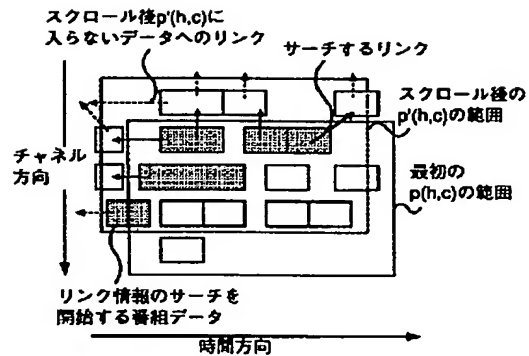 スクロール後p'(h,c)に
入らないデータへのリンク
サーチするリンク
スクロール後の
p'(h,c)の範囲
チャネル
方向
最初の
p(h,c)の範囲
リンク情報のサーチを
開始する番組データ
時間方向